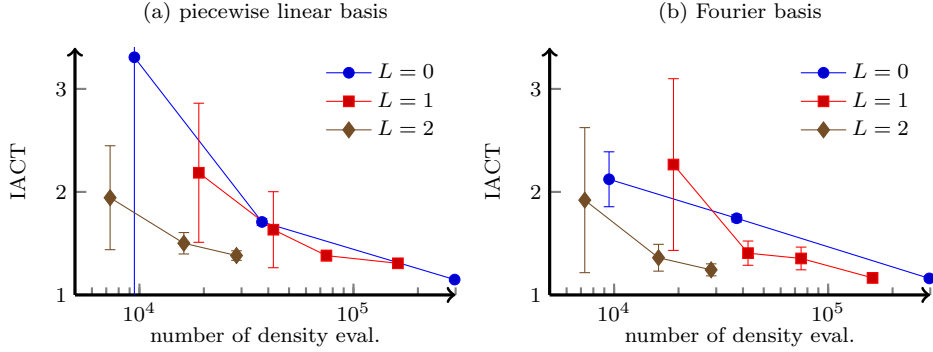 (a) piecewise linear basis
3
2
1
IACT
10^4
10^5
number of density eval.
L = 0
L = 1
L = 2
(b) Fourier basis
3
2
1
IACT
10^4
10^5
number of density eval.
L = 0
L = 1
L = 2